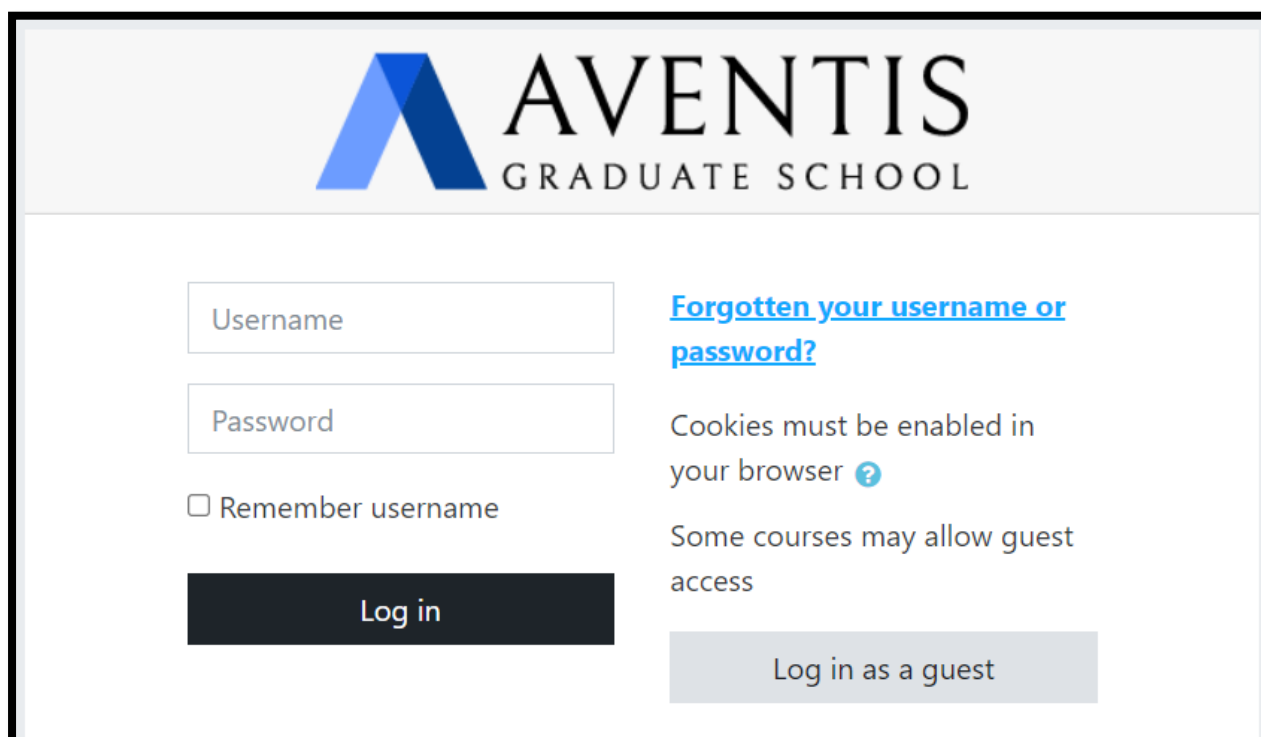 AVENTIS
GRADUATE SCHOOL
Username
Password
Remember username
Log in
Forgotten your username or
password?
Cookies must be enabled in
your browser ?
Some courses may allow guest
access
Log in as a guest